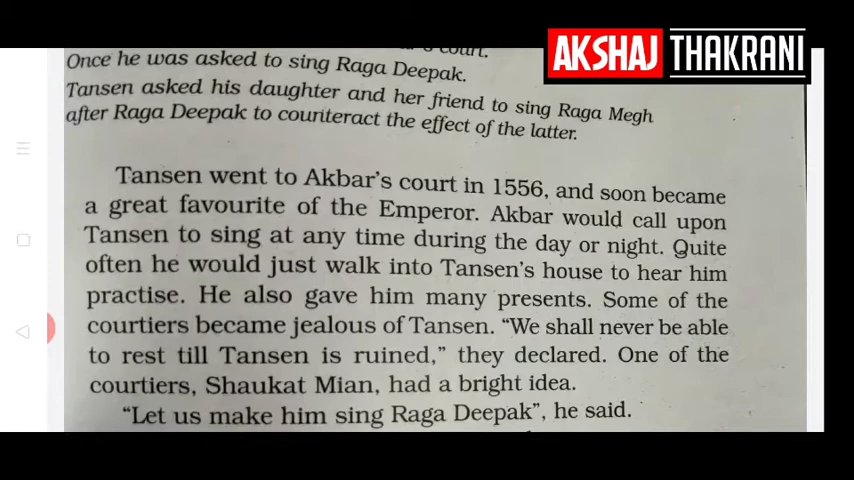 AKSHAJ THAKRANI
court.
Once he was asked to sing Raga Deepak.
Tansen asked his daughter and her friend to sing Raga Megh
after Raga Deepak to counteract the effect of the latter.
Tansen went to Akbar's court in 1556, and soon became
a great favourite of the Emperor. Akbar would call upon
Tansen to sing at any time during the day or night. Quite
often he would just walk into Tansen's house to hear him
practise. He also gave him many presents. Some of the
courtiers became jealous of Tansen. “We shall never be able
to rest till Tansen is ruined,” they declared. One of the
courtiers, Shaukat Mian, had a bright idea.
“Let us make him sing Raga Deepak”, he said.